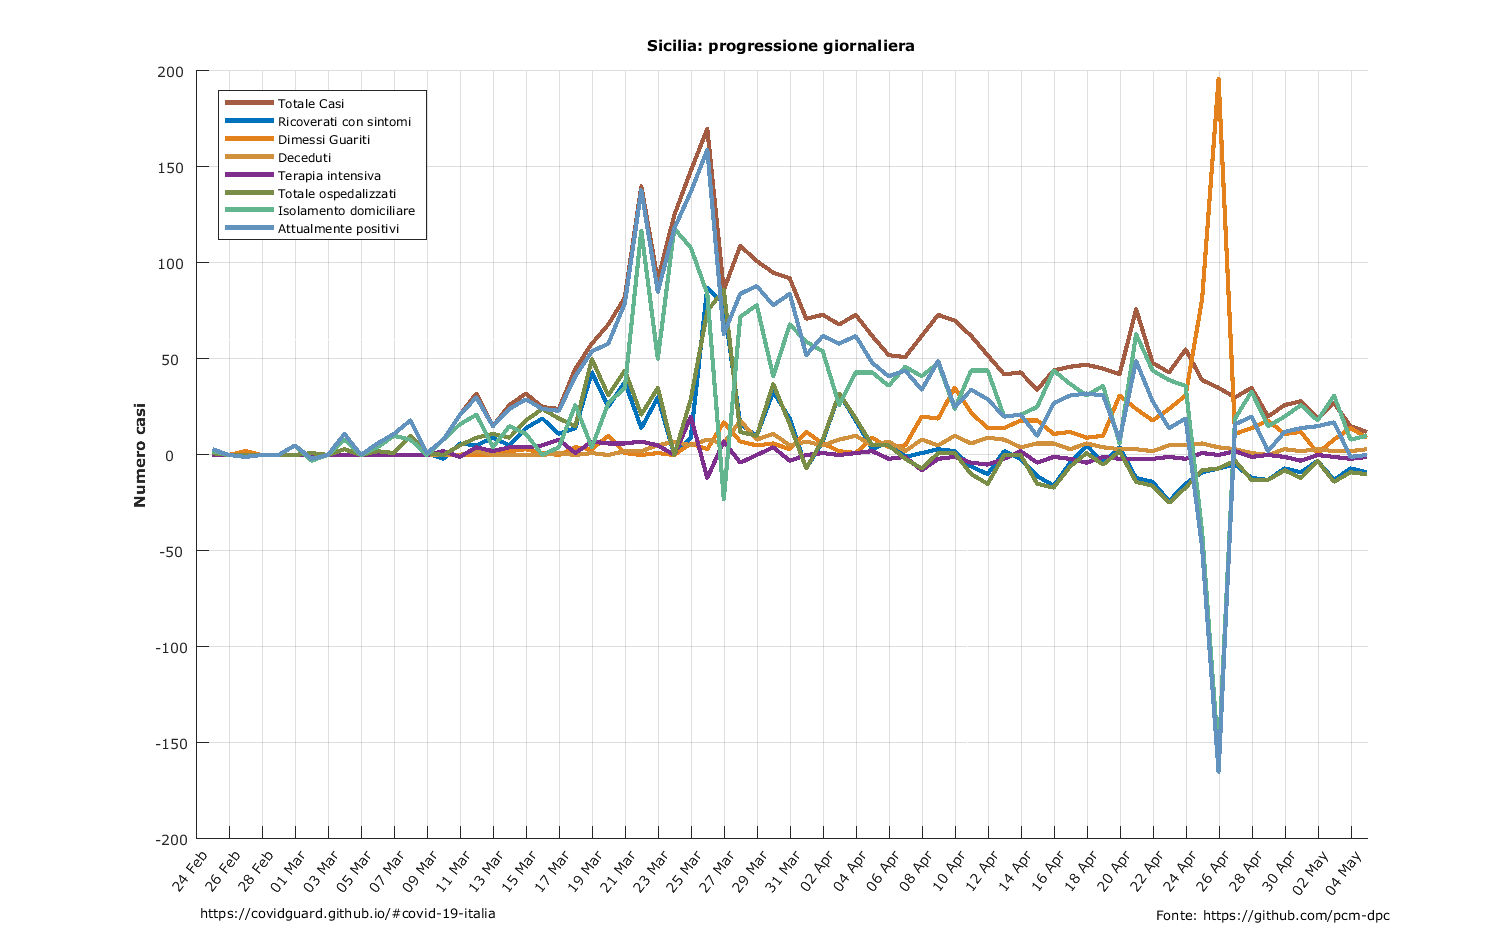 Sicilia: progressione giornaliera
Numero casi
200
150
100
50
0
-50
-100
-150
-200
Totale Casi
Ricoverati con sintomi
Dimessi Guariti
Deceduti
Terapia intensiva
Totale ospedalizzati
Isolamento domiciliare
Attualmente positivi
24 Feb
26 Feb
28 Feb
01 Mar
03 Mar
05 Mar
07 Mar
09 Mar
11 Mar
13 Mar
15 Mar
17 Mar
19 Mar
21 Mar
23 Mar
25 Mar
27 Mar
29 Mar
31 Mar
02 Apr
04 Apr
06 Apr
08 Apr
10 Apr
12 Apr
14 Apr
16 Apr
18 Apr
20 Apr
22 Apr
24 Apr
26 Apr
28 Apr
30 Apr
02 May
04 May
https://covidguard.github.io/#covid-19-italia
Fonte: https://github.com/pcm-dpc